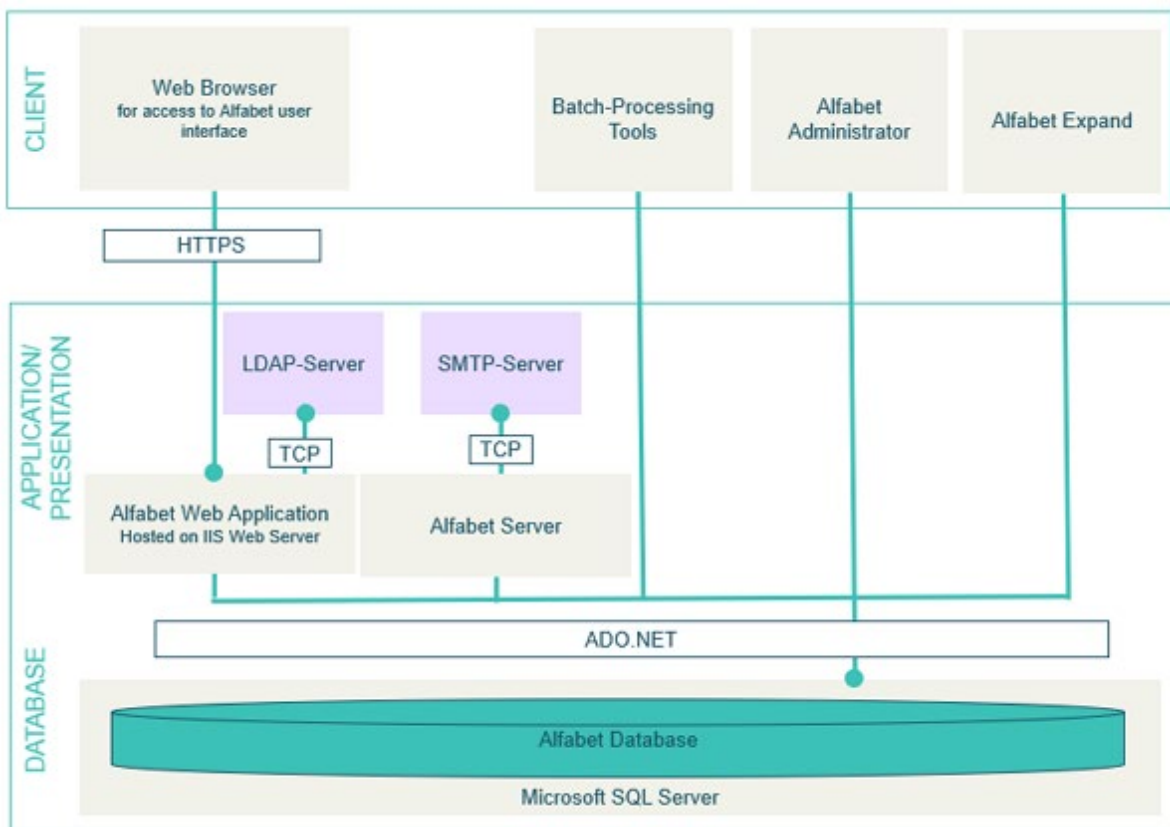 CLIENT
Web Browser
for access to Alfabet user
interface
Batch-Processing
Tools
Alfabet
Administrator
Alfabet Expand
HTTPS
APPLICATION/
PRESENTATION
LDAP-Server
SMTP-Server
TCP
TCP
Alfabet Web Application
Hosted on IIS Web Server
Alfabet Server
DATABASE
ADO.NET
Alfabet Database
Microsoft SQL Server